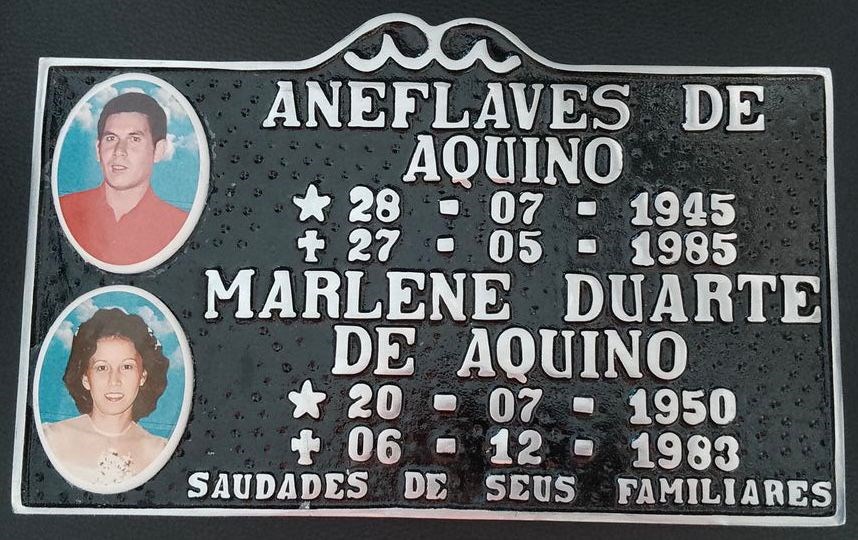 ANEFLAVES DE
AQUINO
★ 28 - 07 - 1945
✝ 27 - 05 - 1985
MARLENE DUARTE
DE AQUINO
★ 20 - 07 - 1950
✝ 06 - 12 - 1983
SAUDADES DE SEUS FAMILIARES